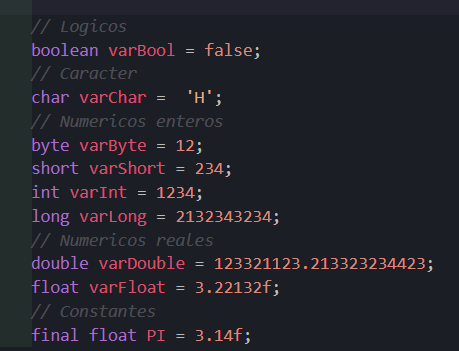 // Logicos
boolean varBool = false;
// Caracter
char varChar =  'H';
// Numericos enteros
byte varByte = 12;
short varShort = 234;
int varInt = 1234;
long varLong = 2132343234;
// Numericos reales
double varDouble = 123321123.213323234423;
float varFloat = 3.22132f;
// Constantes
final float PI = 3.14f;